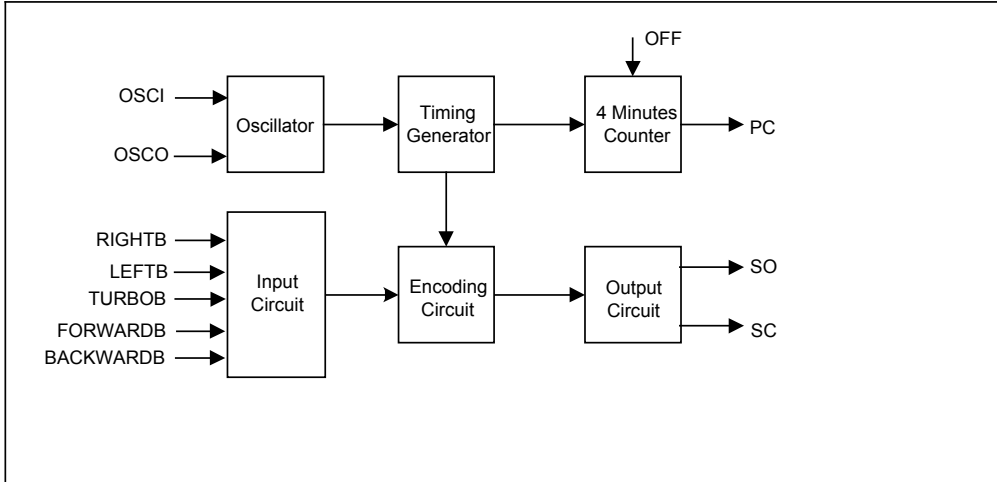 OFF
OSCI
Oscillator
Timing
Generator
4 Minutes
Counter
PC
OSCO
RIGHTB
LEFTB
TURBOB
FORWARDB
BACKWARDB
Input
Circuit
Encoding
Circuit
Output
Circuit
SO
SC